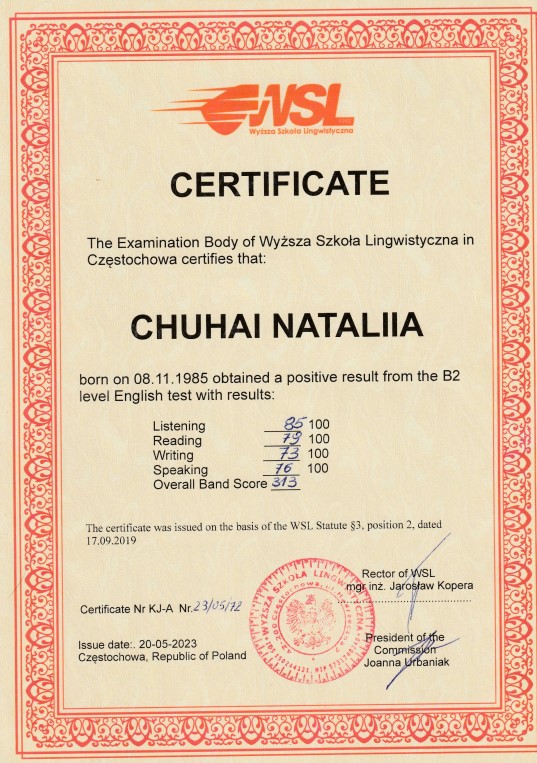 WSL
Wyższa Szkoła Lingwistyczna
CERTIFICATE
The Examination Body of Wyższa Szkoła Lingwistyczna in
Częstochowa certifies that:
CHUHAI NATALIIA
born on 08.11.1985 obtained a positive result from the B2
level English test with results:
Listening 85 100
Reading 79 100
Writing 73 100
Speaking 76 100
Overall Band Score 313
The certificate was issued on the basis of the WSL Statute §3, position 2, dated
17.09.2019
Rector of WSL
mgr inż. Jarosław Kopera
Certificate Nr KJ-A Nr. 23/05/72
WYŻSZA SZKOŁA LINGWISTYCZNA
Issue date:. 20-05-2023
Częstochowa, Republic of Poland
President of the
Commission
Joanna Urbaniak